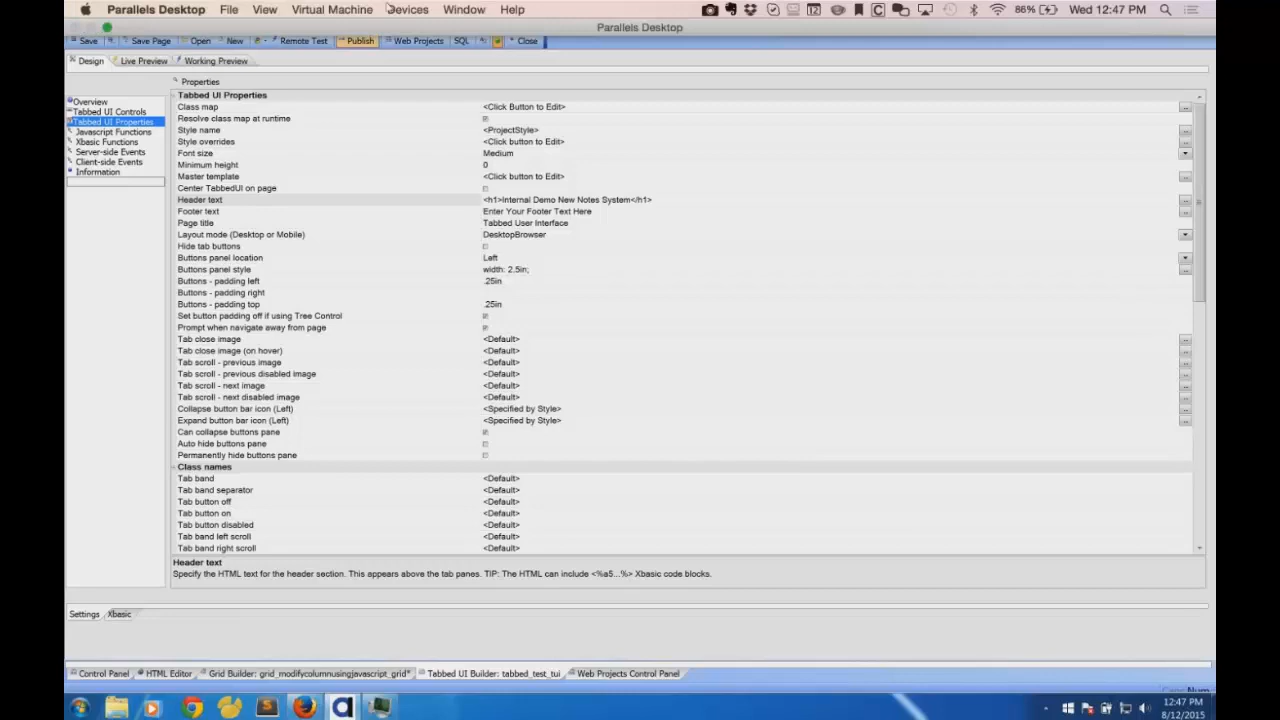 Parallels Desktop File View Virtual Machine Devices Window Help 86% Wed 12:47 PM
Parallels Desktop
Save Save Page Open New Remote Test Publish Web Projects SQL Close
Design Live Preview Working Preview
Properties
Overview
Tabbed UI Controls
Tabbed UI Properties
Javascript Functions
Xbasic Functions
Server-side Events
Client-side Events
Information
Tabbed UI Properties
Class map <Click Button to Edit>
Resolve class map at runtime
Style name <ProjectStyle>
Style overrides <Click button to Edit>
Font size Medium
Minimum height 0
Master template <Click button to Edit>
Center TabbedUI on page
Header text <h1>Internal Demo New Notes System</h1>
Footer text Enter Your Footer Text Here
Page title Tabbed User Interface
Layout mode (Desktop or Mobile) DesktopBrowser
Hide tab buttons
Buttons panel location Left
Buttons panel style width: 2.5in;
Buttons - padding left .25in
Buttons - padding right
Buttons - padding top .25in
Set button padding off if using Tree Control
Prompt when navigate away from page
Tab close image <Default>
Tab close image (on hover) <Default>
Tab scroll - previous image <Default>
Tab scroll - previous disabled image <Default>
Tab scroll - next image <Default>
Tab scroll - next disabled image <Default>
Collapse button bar icon (Left) <Specified by Style>
Expand button bar icon (Left) <Specified by Style>
Can collapse buttons pane
Auto hide buttons pane
Permanently hide buttons pane
Class names
Tab band <Default>
Tab band separator <Default>
Tab button off <Default>
Tab button on <Default>
Tab button disabled <Default>
Tab band left scroll <Default>
Tab band right scroll <Default>
Header text
Specify the HTML text for the header section. This appears above the tab panes. TIP: The HTML can include <%a5...%> Xbasic code blocks.
Settings Xbasic
Control Panel HTML Editor Grid Builder: grid_modifycolumnusingjavascript_grid* Tabbed UI Builder: tabbed_test_tui Web Projects Control Panel
Caps Num
12:47 PM
8/12/2015